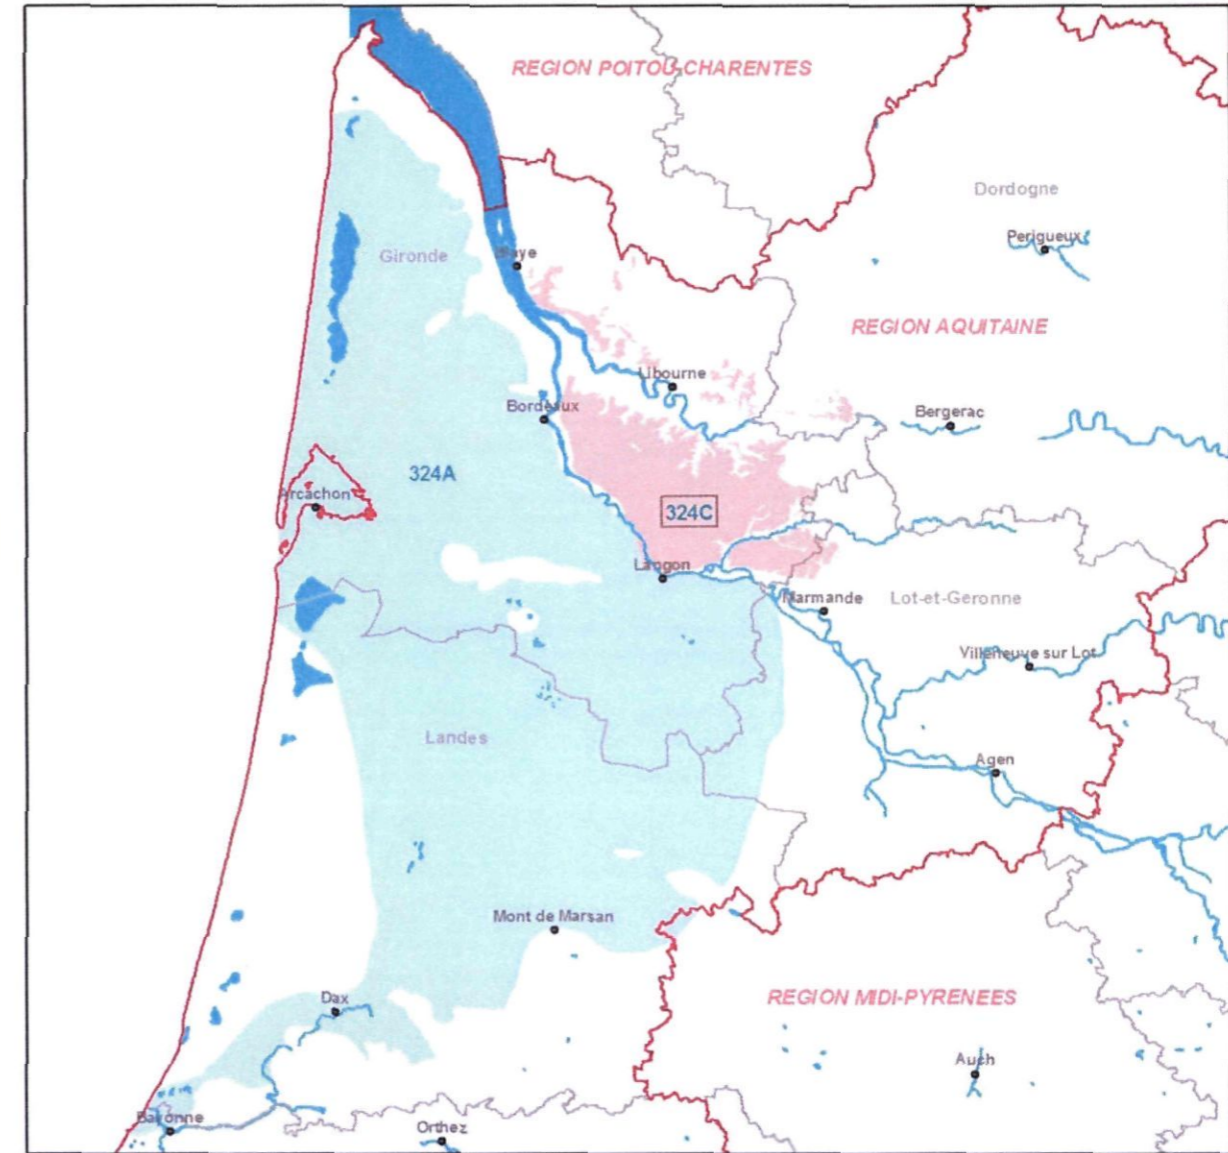 REGION POITOU-CHARENTES
Dordogne
Perigueux
Gironde
Blaye
REGION AQUITAINE
Libourne
Bordeaux
Bergerac
324A
Arcachon
324C
Langon
Marmande
Lot-et-Geronne
Villeneuve sur Lot
Landes
Agen
Mont de Marsan
Dax
REGION MIDI-PYRENEES
Auch
Bayonne
Orthez